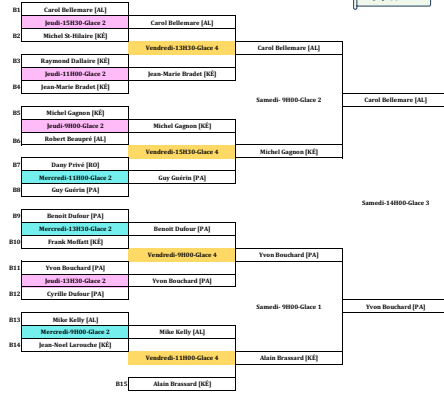 B1 Carol Bellemare [AL]
Jeudi-15H30-Glace 2 Carol Bellemare [AL]
B2 Michel St-Hilaire [KÉ]
Vendredi-13H30-Glace 4 Carol Bellemare [AL]
B3 Raymond Dallaire [KÉ]
Jeudi-11H00-Glace 2 Jean-Marie Bradet [KÉ]
B4 Jean-Marie Bradet [KÉ]
Samedi- 9H00-Glace 2 Carol Bellemare [AL]
B5 Michel Gagnon [KÉ]
Jeudi-9H00-Glace 2 Michel Gagnon [KÉ]
B6 Robert Beaupré [AL]
Vendredi-15H30-Glace 4 Michel Gagnon [KÉ]
B7 Dany Privé [RO]
Mercredi-11H00-Glace 2 Guy Guérin [PA]
B8 Guy Guérin [PA]
Samedi-14H00-Glace 3
B9 Benoit Dufour [PA]
Mercredi-13H30-Glace 2 Benoit Dufour [PA]
B10 Frank Moffatt [KÉ]
Vendredi-9H00-Glace 4 Yvon Bouchard [PA]
B11 Yvon Bouchard [PA]
Jeudi-13H30-Glace 2 Yvon Bouchard [PA]
B12 Cyrille Dufour [PA]
Samedi- 9H00-Glace 1 Yvon Bouchard [PA]
B13 Mike Kelly [AL]
Mercredi-9H00-Glace 2 Mike Kelly [AL]
B14 Jean-Noel Larouche [KÉ]
Vendredi-11H00-Glace 4 Alain Brassard [KÉ]
B15 Alain Brassard [KÉ]